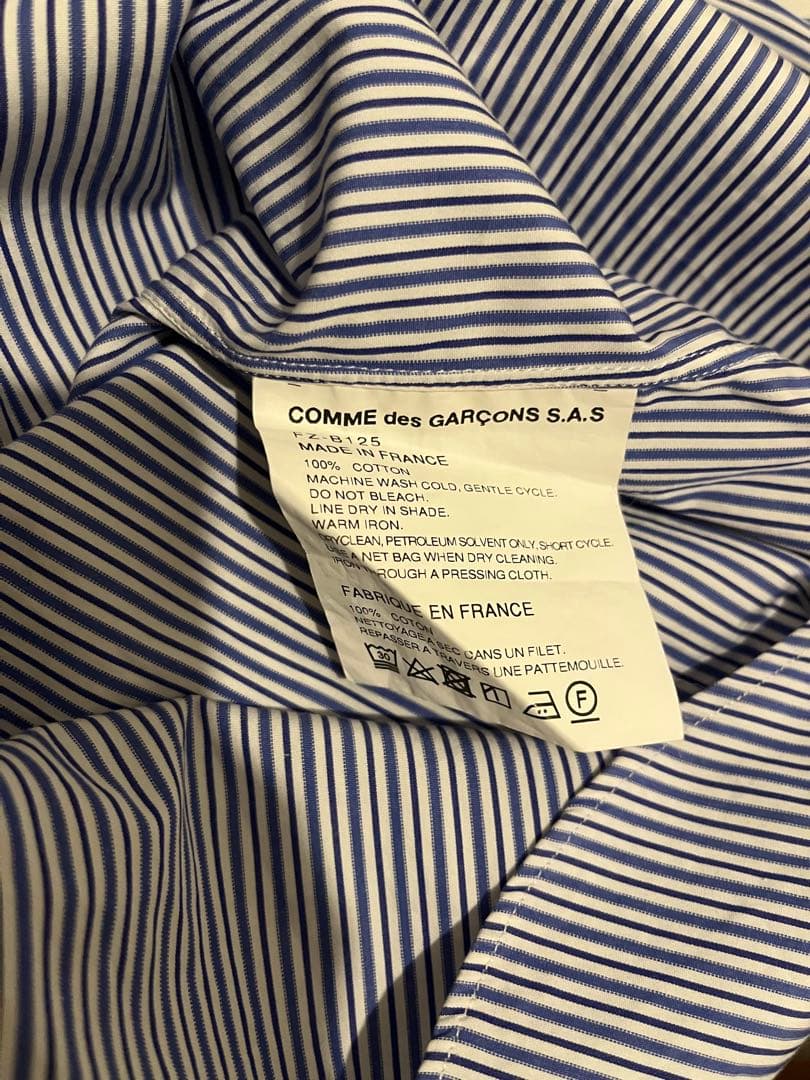 COMME des GARÇONS S.A.S
FZ-B125
MADE IN FRANCE
100% COTTON
MACHINE WASH COLD, GENTLE CYCLE.
DO NOT BLEACH.
LINE DRY IN SHADE.
WARM IRON.
DRYCLEAN, PETROLEUM SOLVENT ONLY, SHORT CYCLE.
USE A NET BAG WHEN DRY CLEANING.
IRON THROUGH A PRESSING CLOTH.
FABRIQUE EN FRANCE
100% COTON
NETTOYAGE A SEC DANS UN FILET.
REPASSER A TRAVERS UNE PATTEMOUILLE.
30 F